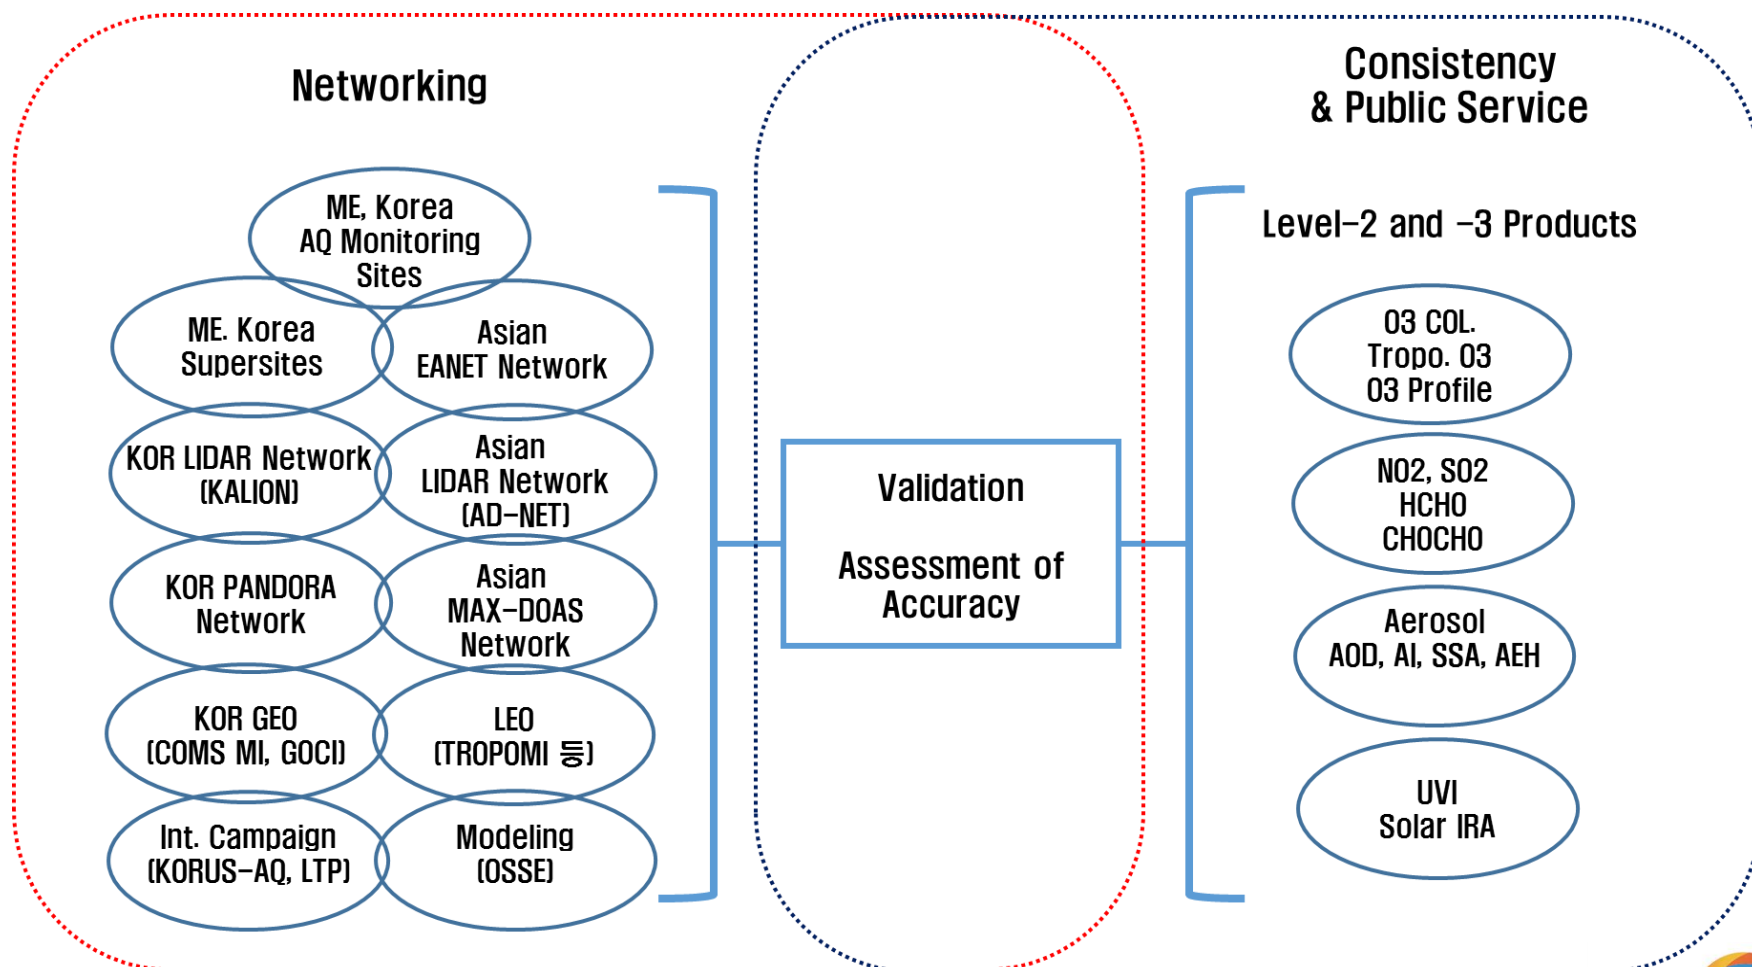 Networking
ME, Korea
AQ Monitoring
Sites
ME. Korea
Supersites
Asian
EANET Network
KOR LIDAR Network
(KALION)
Asian
LIDAR Network
(AD-NET)
KOR PANDORA
Network
Asian
MAX-DOAS
Network
KOR GEO
(COMS MI, GOCI)
LEO
(TROPOMI 등)
Int. Campaign
(KORUS-AQ, LTP)
Modeling
(OSSE)
Validation
Assessment of
Accuracy
Consistency
& Public Service
Level-2 and -3 Products
O3 COL.
Tropo. O3
O3 Profile
NO2, SO2
HCHO
CHOCHO
Aerosol
AOD, AI, SSA, AEH
UVI
Solar IRA